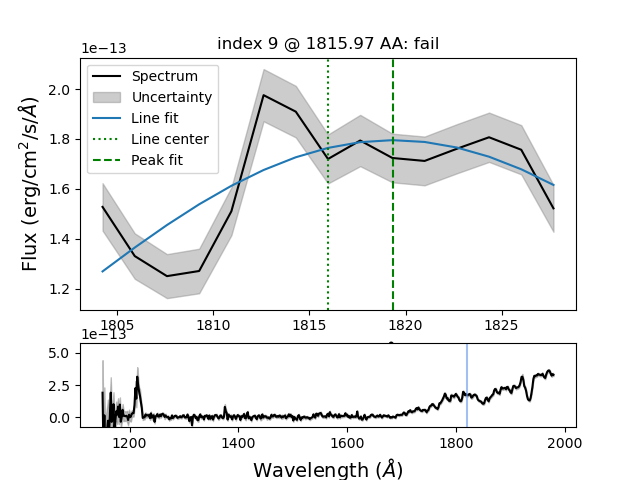 index 9 @ 1815.97 AA: fail
1e−13
Spectrum
Uncertainty
Line fit
Line center
Peak fit
Flux (erg/cm²/s/Å)
2.0
1.8
1.6
1.4
1.2
1805 1810 1815 1820 1825
1e−13
5.0
2.5
0.0
1200 1400 1600 1800 2000
Wavelength (Å)